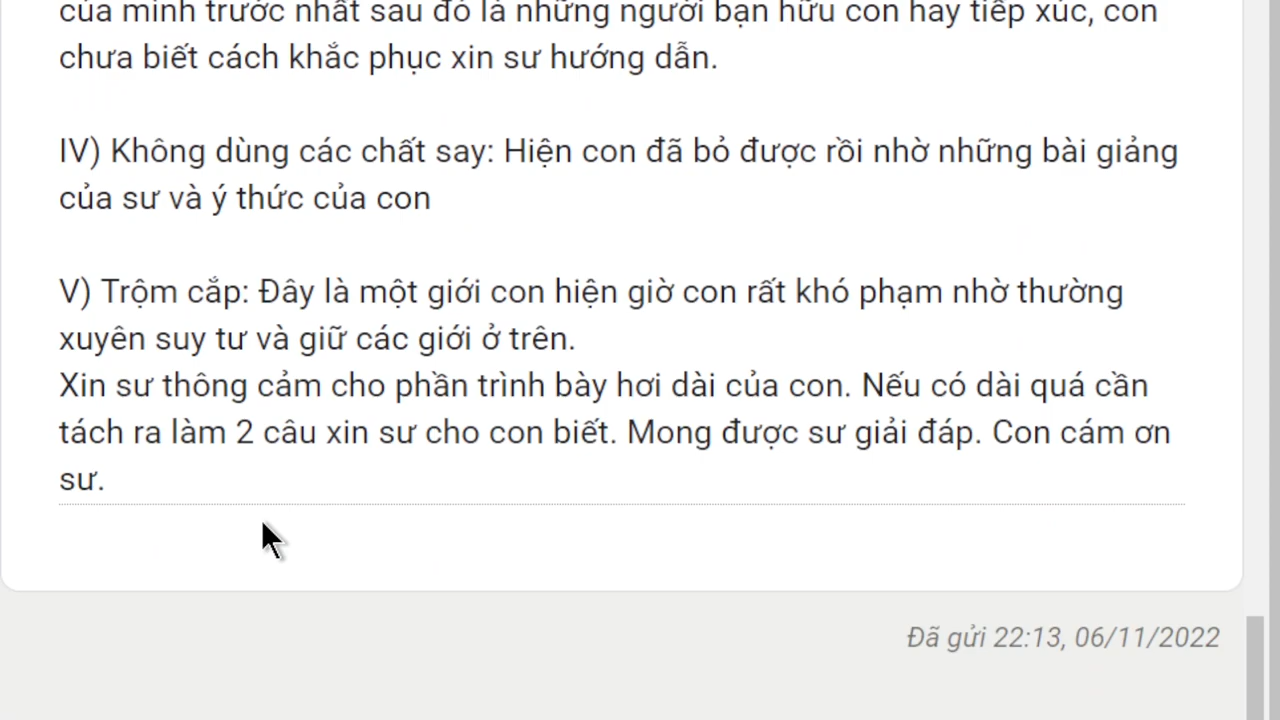 của mình trước nhất sau đó là những người bạn hữu con hay tiếp xúc, con
chưa biết cách khắc phục xin sư hướng dẫn.
IV) Không dùng các chất say: Hiện con đã bỏ được rồi nhờ những bài giảng
của sư và ý thức của con
V) Trộm cắp: Đây là một giới con hiện giờ con rất khó phạm nhờ thường
xuyên suy tư và giữ các giới ở trên.
Xin sư thông cảm cho phần trình bày hơi dài của con. Nếu có dài quá cần
tách ra làm 2 câu xin sư cho con biết. Mong được sư giải đáp. Con cám ơn
sư.
Đã gửi 22:13, 06/11/2022